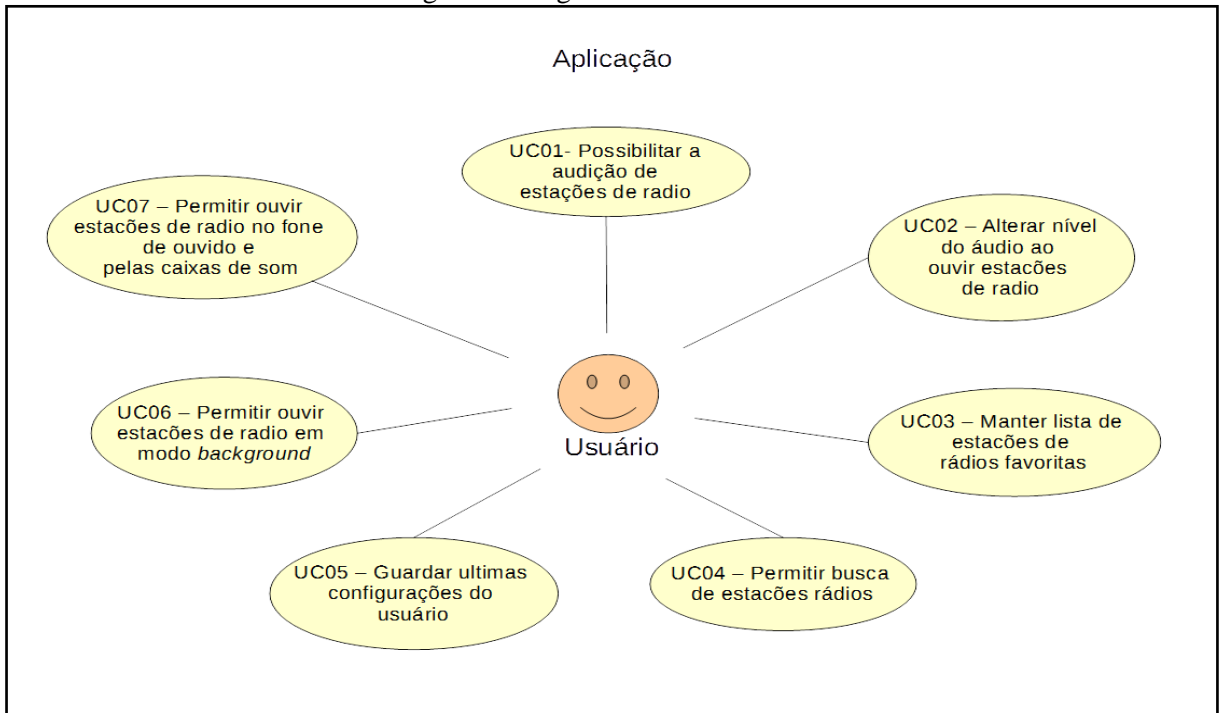 Aplicação
UC01- Possibilitar a
audição de
estações de radio
UC02 – Alterar nível
do áudio ao
ouvir estacões
de radio
UC03 – Manter lista de
estacões de
rádios favoritas
UC04 – Permitir busca
de estacões rádios
UC05 – Guardar ultimas
configurações do
usuário
UC06 – Permitir ouvir
estacões de radio em
modo background
UC07 – Permitir ouvir
estacões de radio no fone
de ouvido e
pelas caixas de som
Usuário